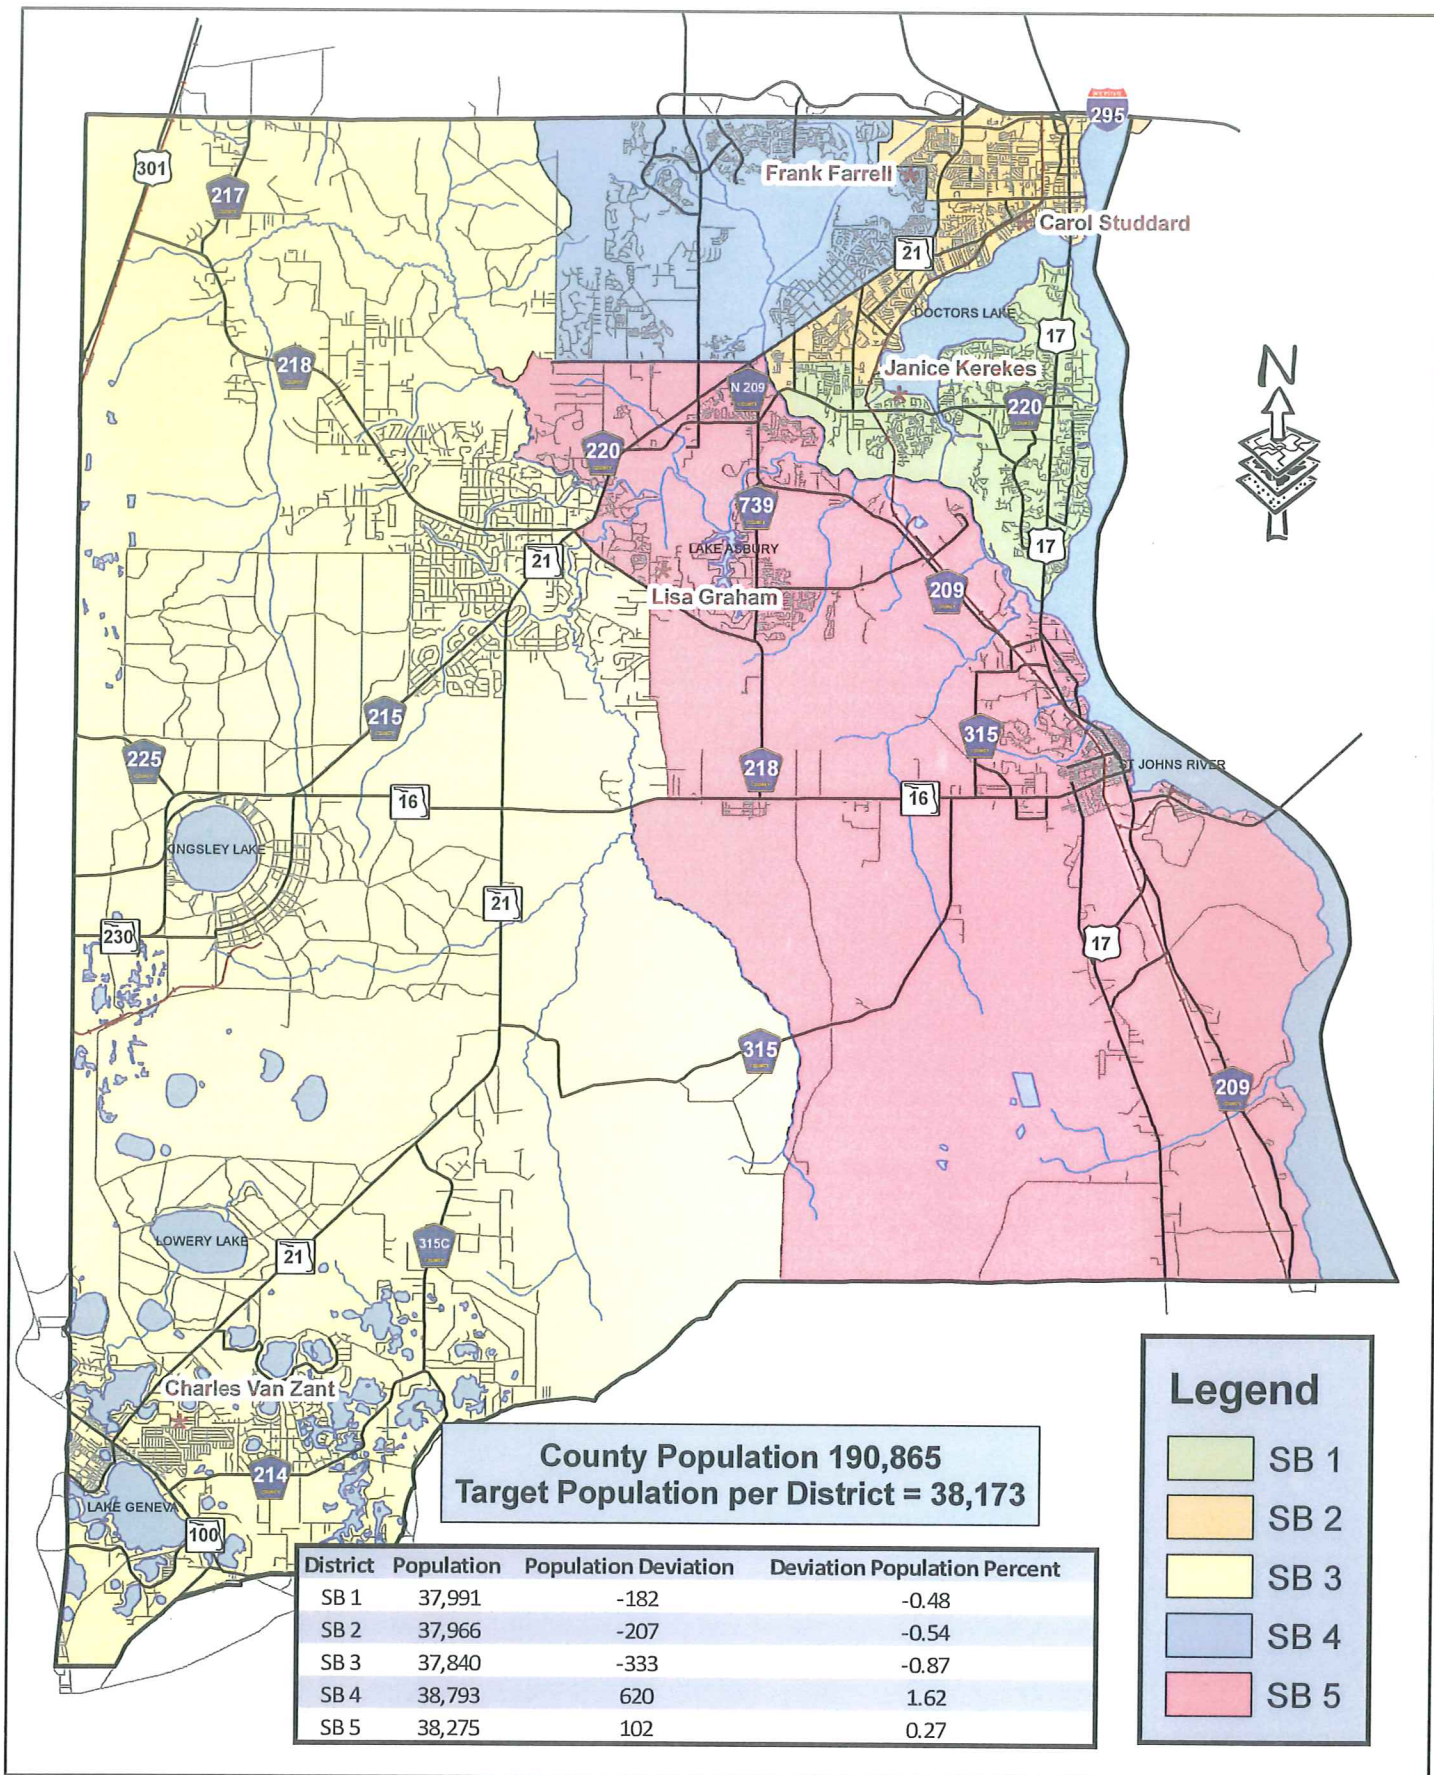 295
301
217
Frank Farrell
Carol Studdard
21
DOCTORS LAKE
17
218
Janice Kerekes
N 209
220
220
739
LAKE ASBURY
21
17
Lisa Graham
209
215
315
225
218
ST JOHNS RIVER
16
16
KINGSLEY LAKE
21
230
17
315
209
LOWERY LAKE
21
315C
Charles Van Zant
214
LAKE GENEVA
100
N
County Population 190,865
Target Population per District = 38,173
District Population Population Deviation Deviation Population Percent
SB 1 37,991 -182 -0.48
SB 2 37,966 -207 -0.54
SB 3 37,840 -333 -0.87
SB 4 38,793 620 1.62
SB 5 38,275 102 0.27
Legend
SB 1
SB 2
SB 3
SB 4
SB 5